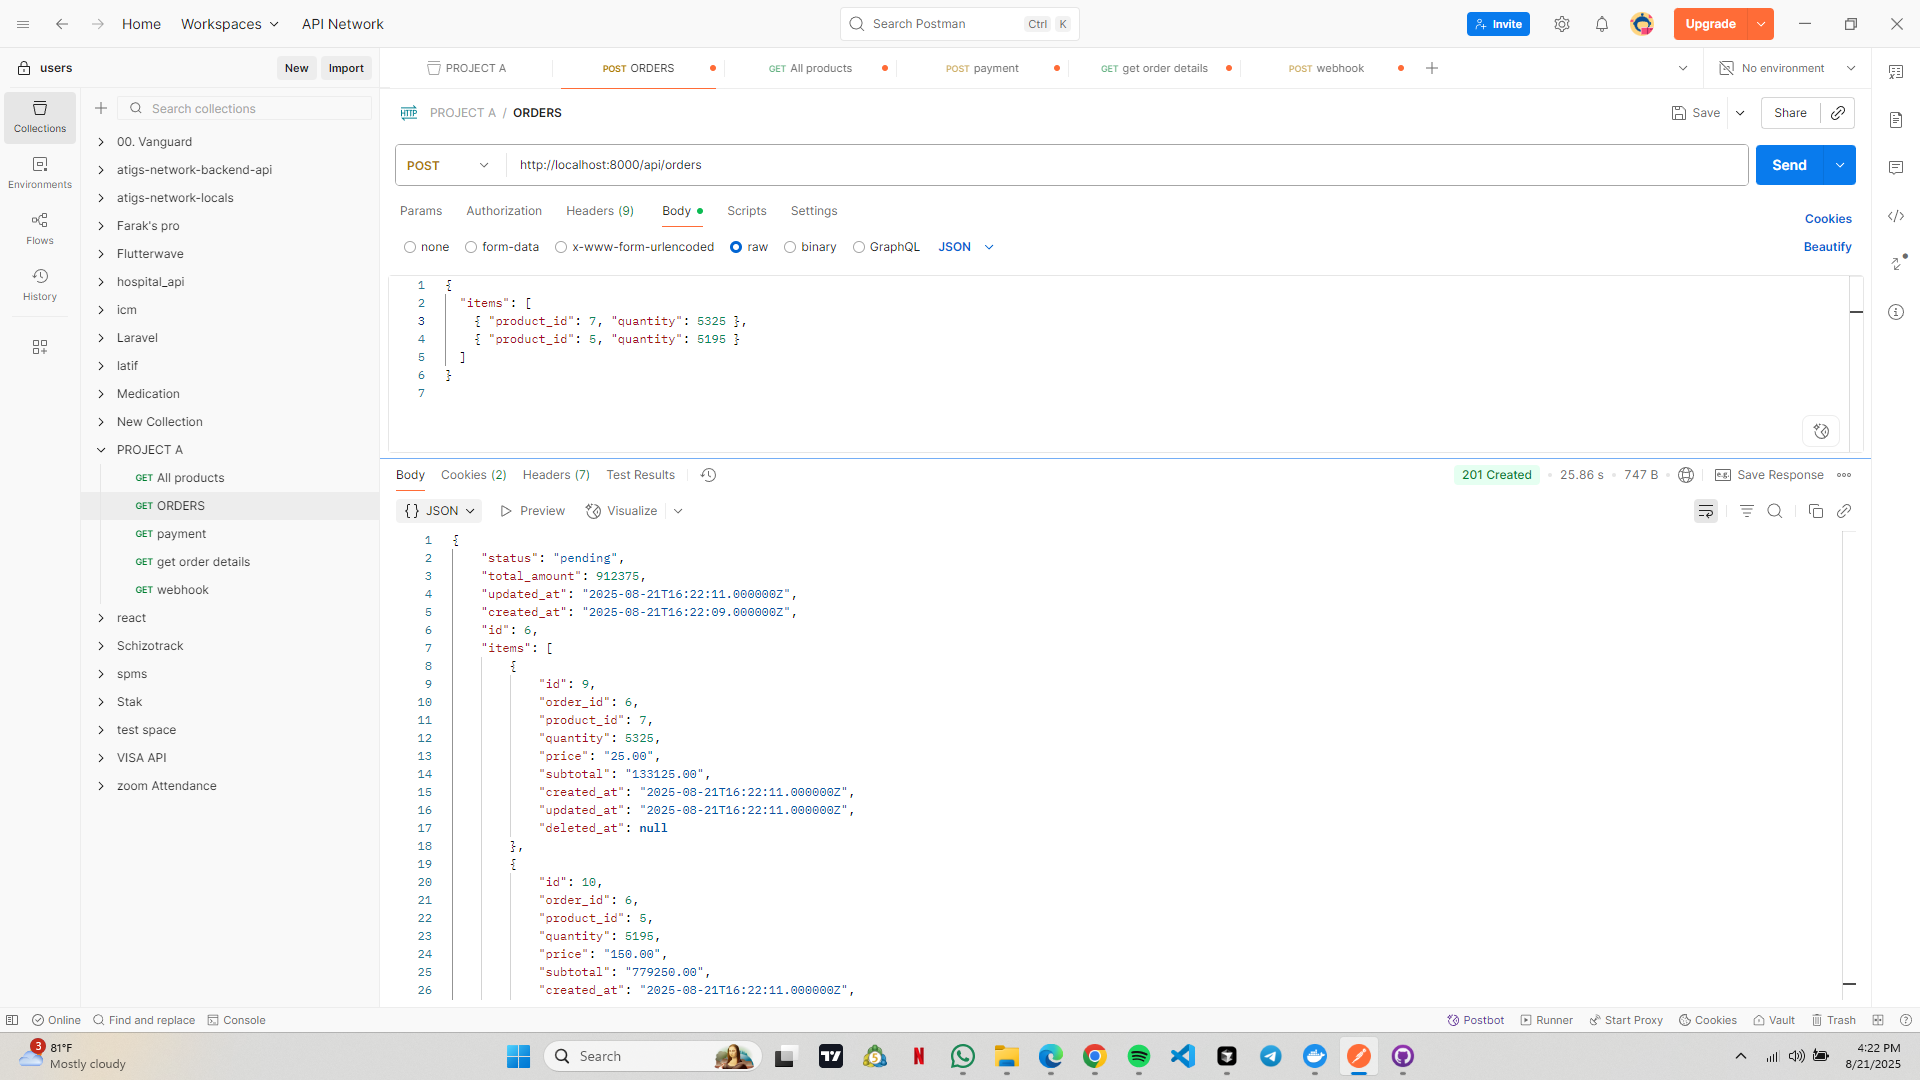 Home
Workspaces
API Network
Search Postman
Ctrl K
Invite
Upgrade
users
New
Import
PROJECT A
POST ORDERS
GET All products
POST payment
GET get order details
POST webhook
No environment
Collections
Environments
Flows
History
Search collections
00. Vanguard
atigs-network-backend-api
atigs-network-locals
Farak's pro
Flutterwave
hospital_api
icm
Laravel
latif
Medication
New Collection
PROJECT A
GET All products
GET ORDERS
GET payment
GET get order details
GET webhook
react
Schizotrack
spms
Stak
test space
VISA API
zoom Attendance
HTTP PROJECT A / ORDERS
Save
Share
POST
http://localhost:8000/api/orders
Send
Params
Authorization
Headers (9)
Body
Scripts
Settings
Cookies
none
form-data
x-www-form-urlencoded
raw
binary
GraphQL
JSON
Beautify
1 {
2 "items": [
3 { "product_id": 7, "quantity": 5325 },
4 { "product_id": 5, "quantity": 5195 }
5 ]
6 }
7
Body
Cookies (2)
Headers (7)
Test Results
201 Created
25.86 s
747 B
e.g. Save Response
{} JSON
Preview
Visualize
1 {
2 "status": "pending",
3 "total_amount": 912375,
4 "updated_at": "2025-08-21T16:22:11.000000Z",
5 "created_at": "2025-08-21T16:22:09.000000Z",
6 "id": 6,
7 "items": [
8 {
9 "id": 9,
10 "order_id": 6,
11 "product_id": 7,
12 "quantity": 5325,
13 "price": "25.00",
14 "subtotal": "133125.00",
15 "created_at": "2025-08-21T16:22:11.000000Z",
16 "updated_at": "2025-08-21T16:22:11.000000Z",
17 "deleted_at": null
18 },
19 {
20 "id": 10,
21 "order_id": 6,
22 "product_id": 5,
23 "quantity": 5195,
24 "price": "150.00",
25 "subtotal": "779250.00",
26 "created_at": "2025-08-21T16:22:11.000000Z",
Online
Find and replace
Console
Postbot
Runner
Start Proxy
Cookies
Vault
Trash
3
81°F
Mostly cloudy
Search
4:22 PM
8/21/2025